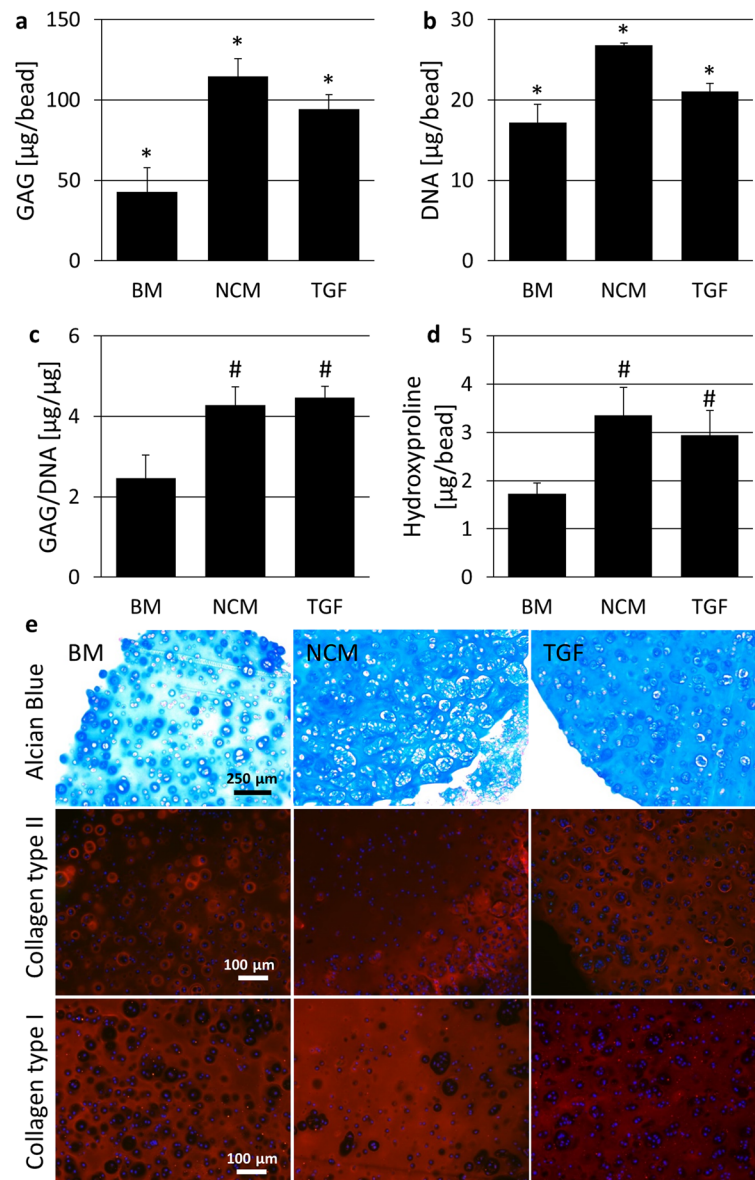 a
150
100
50
0
GAG [µg/bead]
*
*
*
BM
NCM
TGF
b
30
20
10
0
DNA [µg/bead]
*
*
*
BM
NCM
TGF
c
6
4
2
0
GAG/DNA [µg/µg]
#
#
BM
NCM
TGF
d
5
4
3
2
1
0
Hydroxyproline
[µg/bead]
#
#
BM
NCM
TGF
e
BM
NCM
TGF
Alcian Blue
250 µm
Collagen type II
100 µm
Collagen type I
100 µm